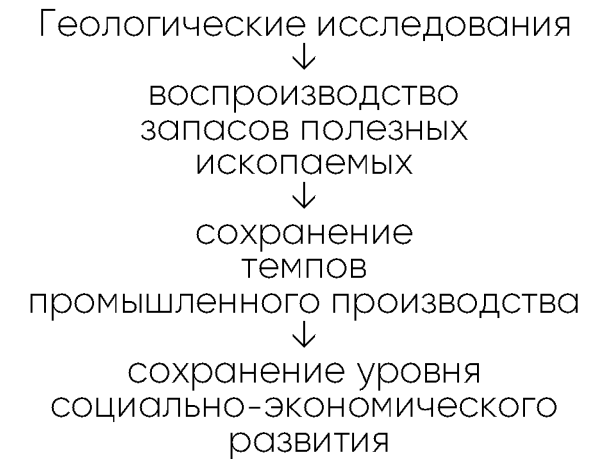 Геологические исследования
↓
воспроизводство
запасов полезных
ископаемых
↓
сохранение
темпов
промышленного производства
↓
сохранение уровня
социально-экономического
развития